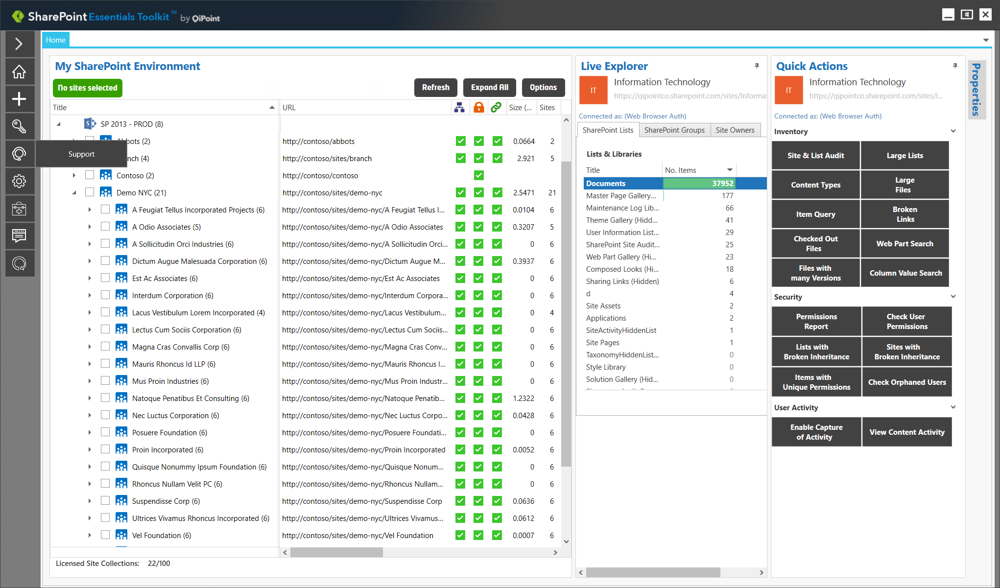 SharePoint Essentials Toolkit™ by QiPoint
Home
My SharePoint Environment
No sites selected
Refresh
Expand All
Options
Title
URL
Size (...
Sites
SP 2013 - PROD (8)
Abbots (2) http://contoso/abbots 0.0664 2
Support
nch (4) http://contoso/sites/branch 2.921 5
Contoso (2) http://contoso/contoso
Demo NYC (21) http://contoso/sites/demo-nyc 2.5471 21
A Feugiat Tellus Incorporated Projects (6) http://contoso/sites/demo-nyc/A Feugiat Tellus I... 0.0104 6
A Odio Associates (5) http://contoso/sites/demo-nyc/A Odio Associates 0.3207 5
A Sollicitudin Orci Industries (6) http://contoso/sites/demo-nyc/A Sollicitudin Orci... 0 6
Dictum Augue Malesuada Corporation (6) http://contoso/sites/demo-nyc/Dictum Augue M... 0.3937 6
Est Ac Associates (6) http://contoso/sites/demo-nyc/Est Ac Associates 0 6
Interdum Corporation (6) http://contoso/sites/demo-nyc/Interdum Corpora... 0 6
Lacus Vestibulum Lorem Incorporated (4) http://contoso/sites/demo-nyc/Lacus Vestibulum... 0 4
Lectus Cum Sociis Corporation (6) http://contoso/sites/demo-nyc/Lectus Cum Sociis... 0 6
Magna Cras Convallis Corp (6) http://contoso/sites/demo-nyc/Magna Cras Conv... 0 6
Mauris Rhoncus Id LLP (6) http://contoso/sites/demo-nyc/Mauris Rhoncus I... 0 6
Mus Proin Industries (6) http://contoso/sites/demo-nyc/Mus Proin Industr... 0 6
Natoque Penatibus Et Consulting (6) http://contoso/sites/demo-nyc/Natoque Penatib... 1.2322 6
Nec Luctus Corporation (6) http://contoso/sites/demo-nyc/Nec Luctus Corpo... 0.0428 6
Posuere Foundation (6) http://contoso/sites/demo-nyc/Posuere Foundati... 0 6
Proin Incorporated (6) http://contoso/sites/demo-nyc/Proin Incorporated 0.0052 6
Quisque Nonummy Ipsum Foundation (6) http://contoso/sites/demo-nyc/Quisque Nonum... 0 6
Rhoncus Nullam Velit PC (6) http://contoso/sites/demo-nyc/Rhoncus Nullam... 0 6
Suspendisse Corp (6) http://contoso/sites/demo-nyc/Suspendisse Corp 0.0636 6
Ultrices Vivamus Rhoncus Incorporated (6) http://contoso/sites/demo-nyc/Ultrices Vivamus... 0.0612 6
Vel Foundation (6) http://contoso/sites/demo-nyc/Vel Foundation 0.0007 6
Licensed Site Collections: 22/100
Live Explorer
IT
Information Technology
https://qipointco.sharepoint.com/sites/Informat
Connected as: (Web Browser Auth)
SharePoint Lists
SharePoint Groups
Site Owners
Lists & Libraries
Title No. Items
Documents 37952
Master Page Gallery... 177
Maintenance Log Lib... 66
Theme Gallery (Hidd... 41
User Information List... 29
SharePoint Site Audit... 25
Web Part Gallery (Hi... 23
Composed Looks (Hi... 18
Sharing Links (Hidden) 6
d 4
Site Assets 2
Applications 2
SiteActivityHiddenList 1
Site Pages 1
TaxonomyHiddenList... 0
Style Library 0
Solution Gallery (Hid... 0
Quick Actions
IT
Information Technology
https://qipointco.sharepoint.com/sites/I...
Connected as: (Web Browser Auth)
Inventory
Site & List Audit
Large Lists
Content Types
Large
Files
Item Query
Broken
Links
Checked Out
Files
Web Part Search
Files with
many Versions
Column Value Search
Security
Permissions
Report
Check User
Permissions
Lists with
Broken Inheritance
Sites with
Broken Inheritance
Items with
Unique Permissions
Check Orphaned Users
User Activity
Enable Capture
of Activity
View Content Activity
Properties